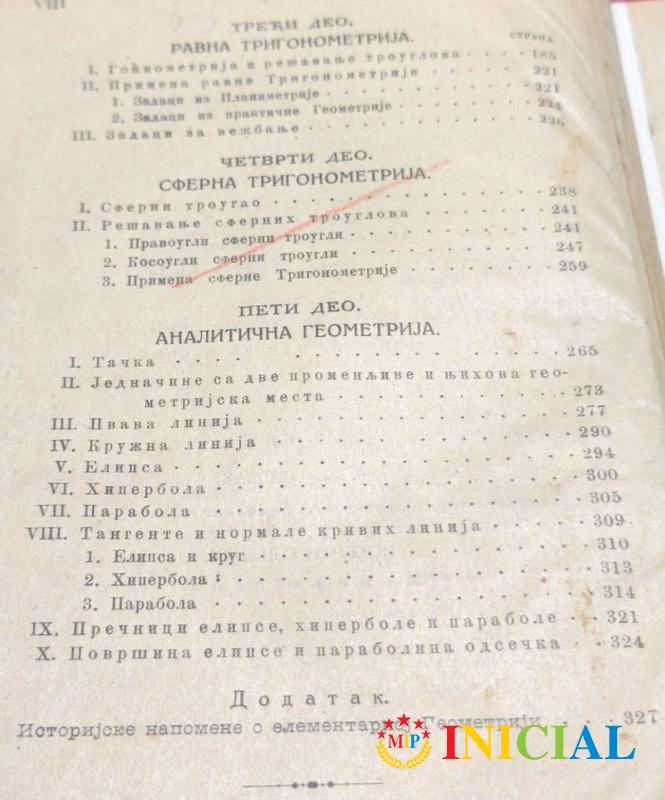 VIII
ТРЕЋИ ДЕО.
РАВНА ТРИГОНОМЕТРИЈА.
СТРАНА
I. Гониометрија и решавање троуглова 185
II. Примена равне Тригонометрије 221
1. Задаци из Планиметрије 221
2. Задаци из практичне Геометрије 224
III. Задаци за вежбање 226
ЧЕТВРТИ ДЕО.
СФЕРНА ТРИГОНОМЕТРИЈА.
I. Сферни троугао 238
II. Решавање сферних троуглова 241
1. Правоугли сферни троугли 241
2. Косоугли сферни троугли 247
3. Примена сферне Тригонометрије 259
ПЕТИ ДЕО.
АНАЛИТИЧНА ГЕОМЕТРИЈА.
I. Тачка 265
II. Једначине са две променљиве и њихова гео-
метријска места 273
III. Пвава линија 277
IV. Кружна линија 290
V. Елипса 294
VI. Хипербола 300
VII. Парабола 305
VIII. Тангенте и нормале кривих линија 309
1. Елипса и круг 310
2. Хипербола 313
3. Парабола 314
IX. Пречници елипсе, хиперболе и параболе 321
X. Површина елипсе и параболина одсечка 324
Додатак.
Историјске напомене о елементарној Геометрији 327
MIP INICIAL